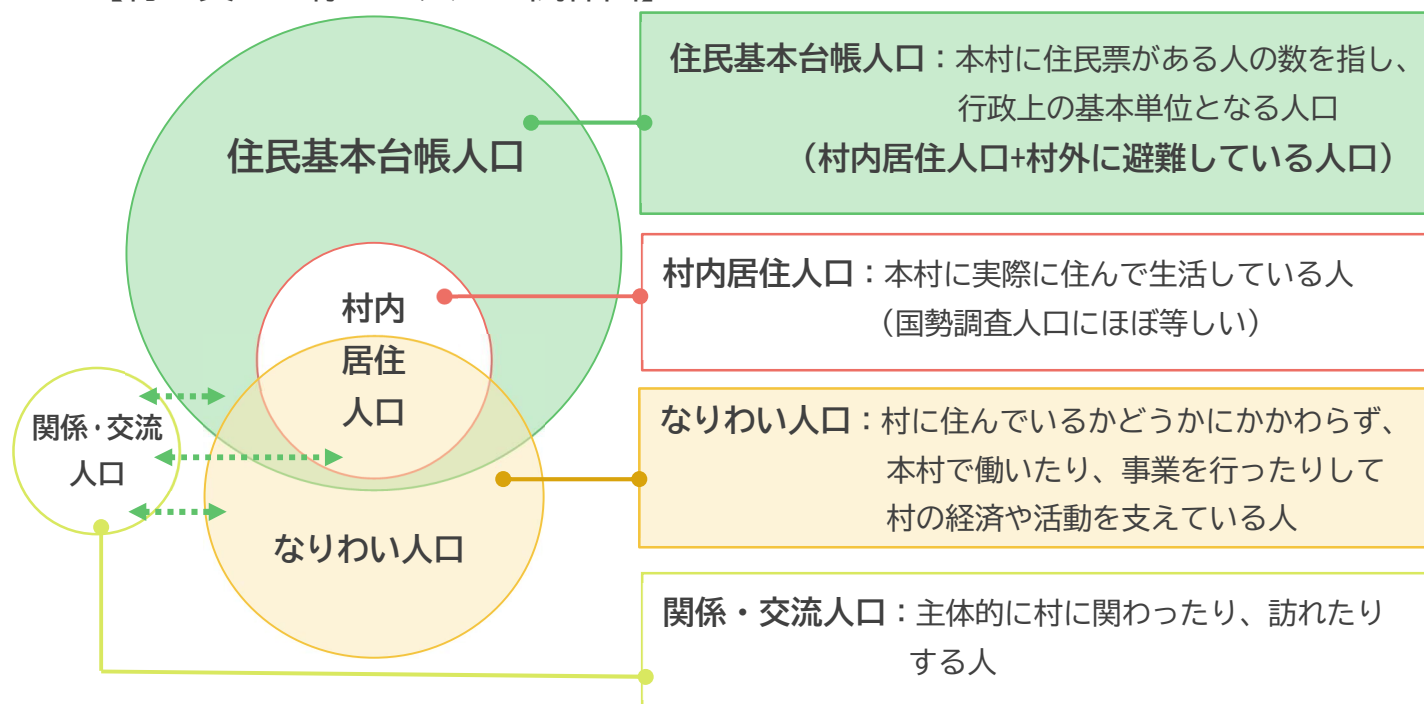 住民基本台帳人口
村内
居住
人口
関係・交流
人口
なりわい人口
住民基本台帳人口：本村に住民票がある人の数を指し、
行政上の基本単位となる人口
（村内居住人口+村外に避難している人口）
村内居住人口：本村に実際に住んで生活している人
（国勢調査人口にほぼ等しい）
なりわい人口：村に住んでいるかどうかにかかわらず、
本村で働いたり、事業を行ったりして
村の経済や活動を支えている人
関係・交流人口：主体的に村に関わったり、訪れたり
する人